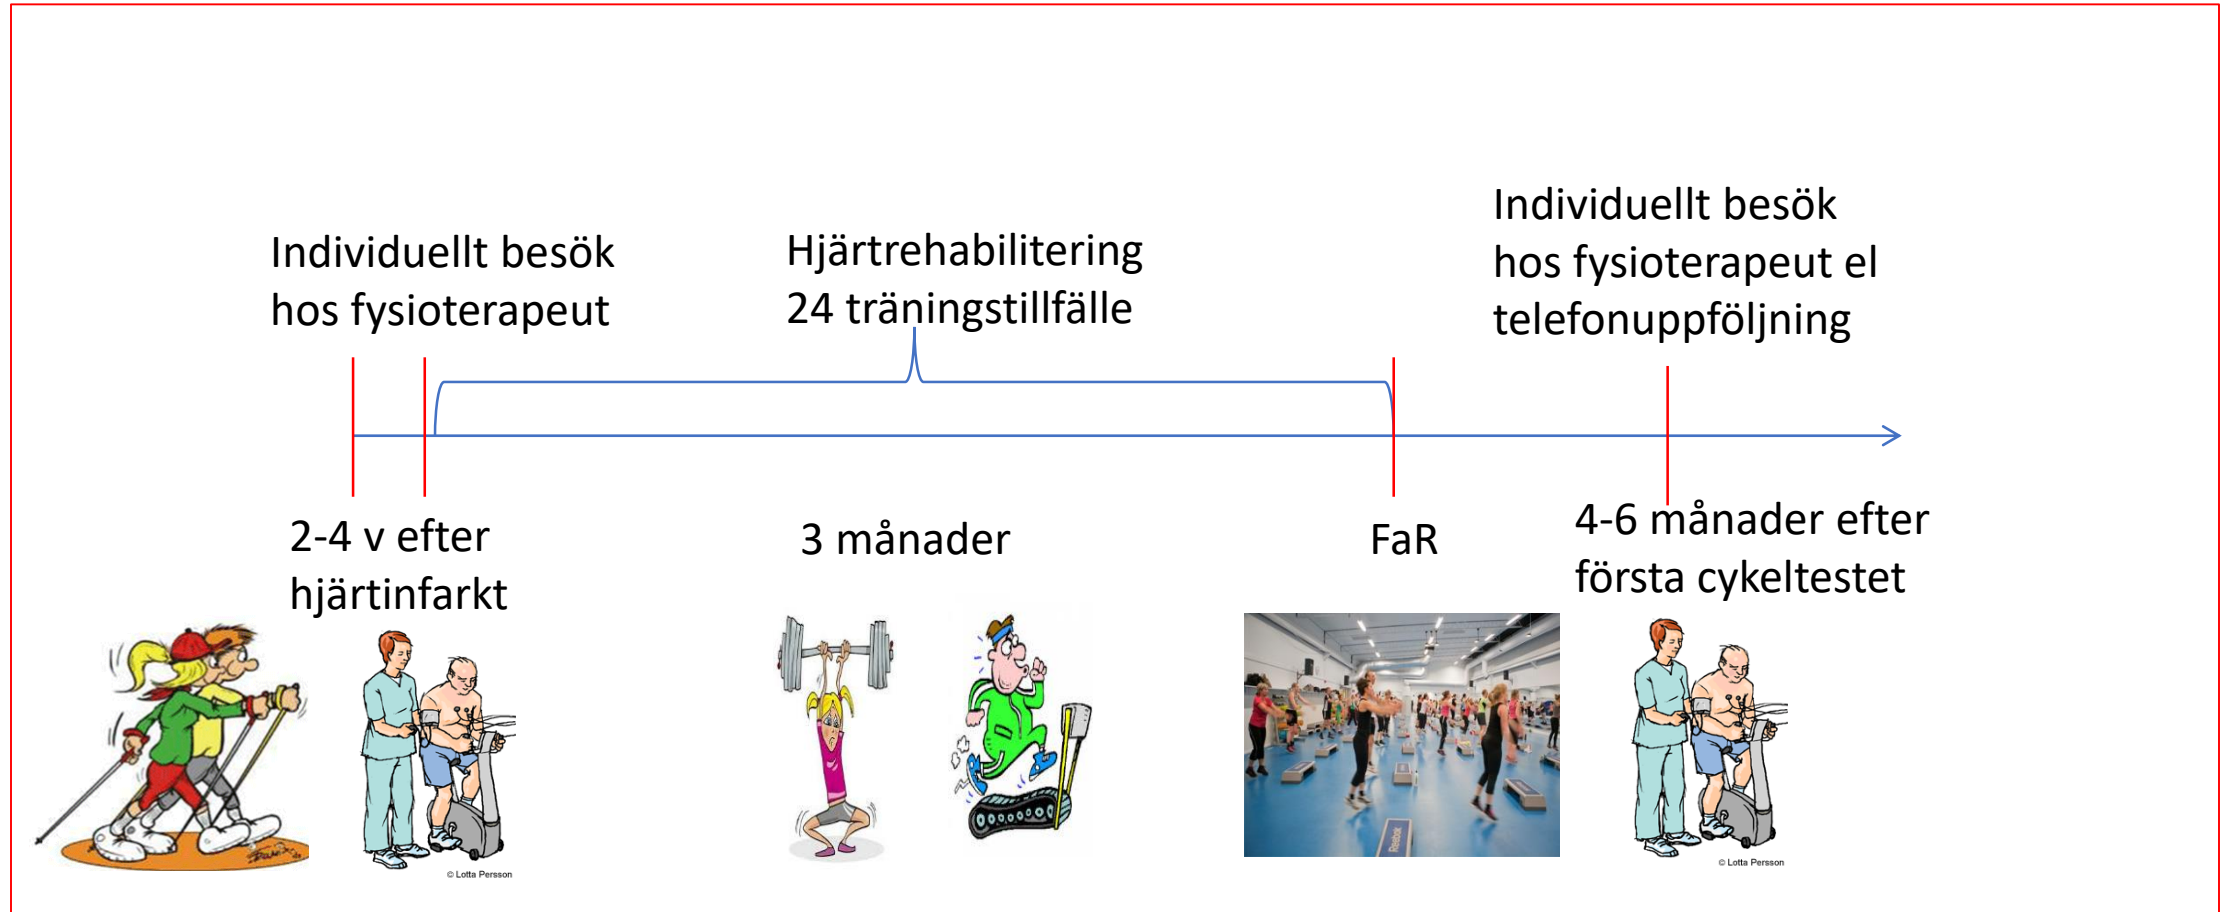 Individuellt besök
hos fysioterapeut
Hjärtrehabilitering
24 träningstillfälle
Individuellt besök
hos fysioterapeut el
telefonuppföljning
2-4 v efter
hjärtinfarkt
3 månader
FaR
4-6 månader efter
första cykeltestet
© Lotta Persson
Reebok
© Lotta Persson